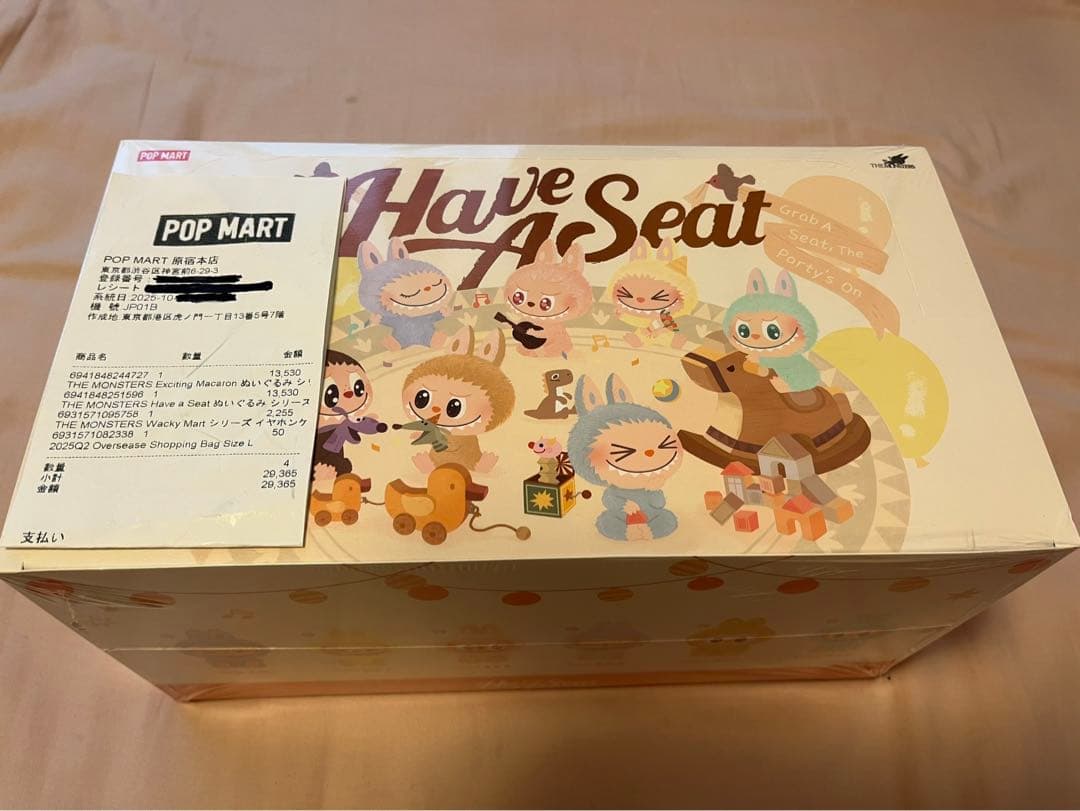 POP MART
THE MONSTERS
Have
A Seat
Grab A
Seat, The
Party's On
POP MART
POP MART 原宿本店
東京都渋谷区神宮前6-29-3
登録番号:
レシート
系統日:2025-10-
機 號:JP01B
作成地:東京都港区虎ノ門一丁目13番5号7階
商品名 数量 金額
6941848244727 1 13,530
THE MONSTERS Exciting Macaron ぬいぐるみ シリ
6941848251596 1 13,530
THE MONSTERS Have a Seat ぬいぐるみ シリーズ
6931571095758 1 2,255
THE MONSTERS Wacky Mart シリーズ イヤホンケ
6931571082338 1 50
2025Q2 Oversease Shopping Bag Size L
数量 4
小計 29,365
金額 29,365
支払い